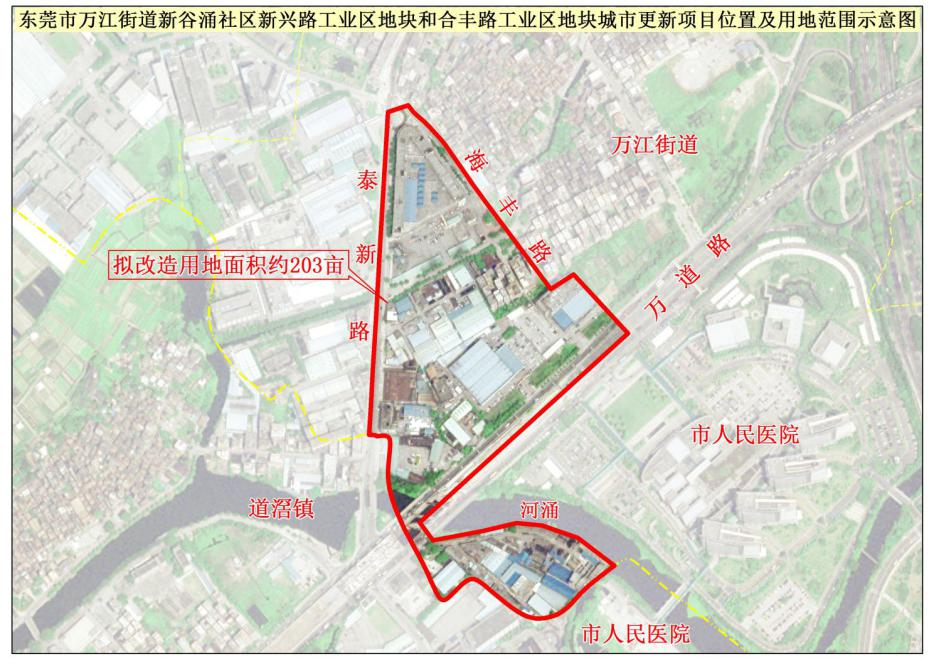 东莞市万江街道新谷涌社区新兴路工业区地块和合丰路工业区地块城市更新项目位置及用地范围示意图
万江街道
海丰路
泰新路
万道路
拟改造用地面积约203亩
市人民医院
道滘镇
河涌
市人民医院